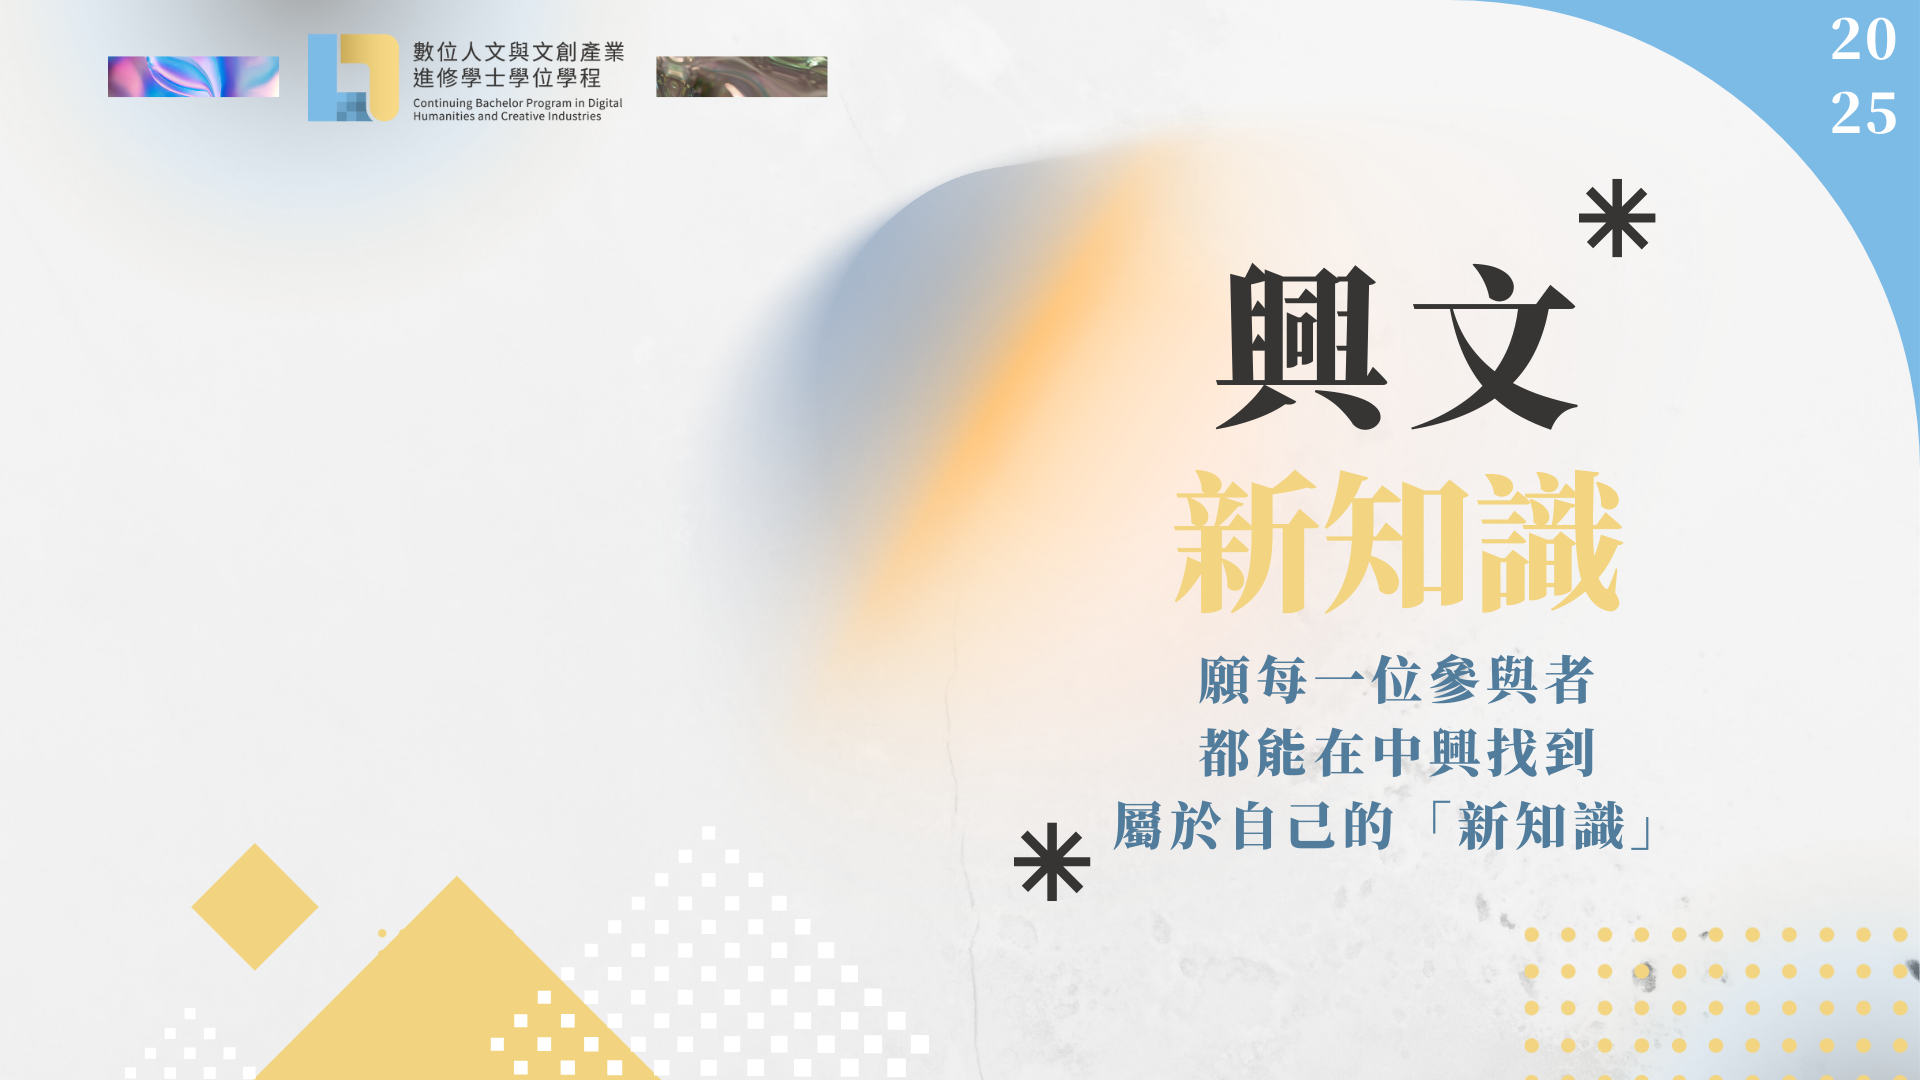 數位人文與文創產業
進修學士學位學程
Continuing Bachelor Program in Digital
Humanities and Creative Industries
20
25
興文
新知識
願每一位參與者
都能在中興找到
屬於自己的「新知識」